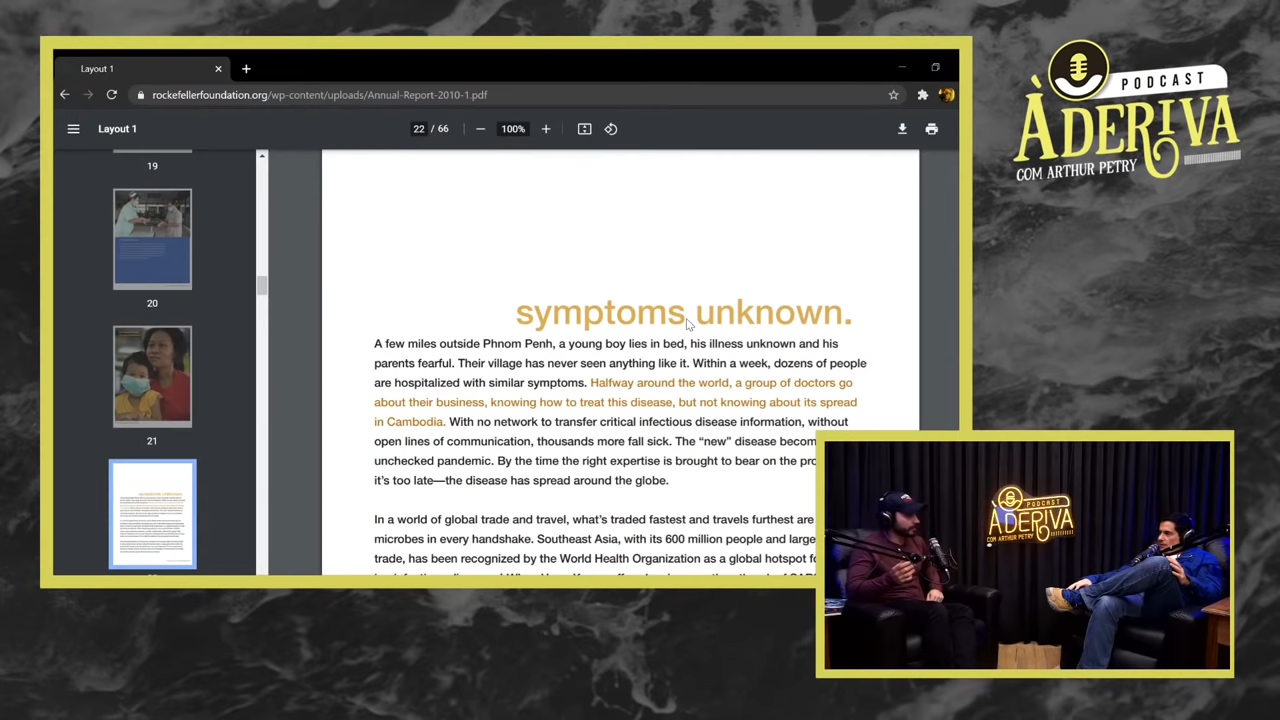 Layout 1
rockefellerfoundation.org/wp-content/uploads/Annual-Report-2010-1.pdf
Layout 1
22 / 66
100%
19
20
21
symptoms unknown.
A few miles outside Phnom Penh, a young boy lies in bed, his illness unknown and his
parents fearful. Their village has never seen anything like it. Within a week, dozens of people
are hospitalized with similar symptoms. Halfway around the world, a group of doctors go
about their business, knowing how to treat this disease, but not knowing about its spread
in Cambodia. With no network to transfer critical infectious disease information, without
open lines of communication, thousands more fall sick. The “new” disease becom
unchecked pandemic. By the time the right expertise is brought to bear on the pro
it’s too late—the disease has spread around the globe.
In a world of global trade and travel, what’s traded fastest and travels furthest are
microbes in every handshake. Southeast Asia, with its 600 million people and large
trade, has been recognized by the World Health Organization as a global hotspot fo
PODCAST
À DERIVA
COM ARTHUR PETRY
PODCAST
À DERIVA
COM ARTHUR PETRY